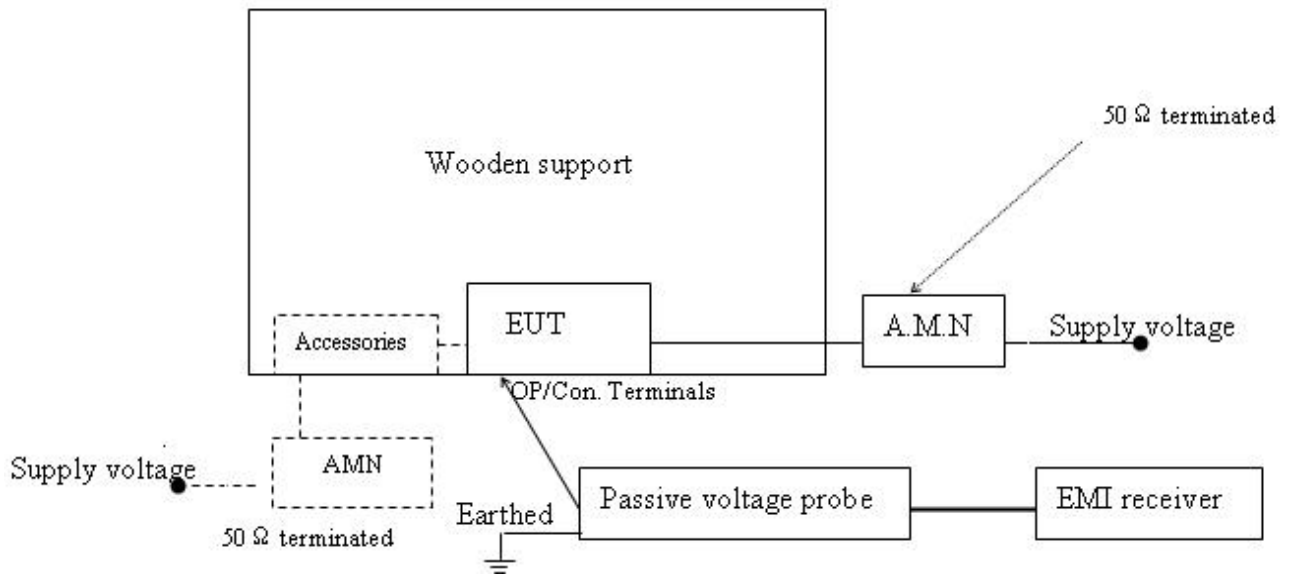 50 Ω terminated
Wooden support
EUT
A.M.N
Supply voltage
Accessories
OP/Con. Terminals
AMN
Supply voltage
Passive voltage probe
EMI receiver
Earthed
50 Ω terminated